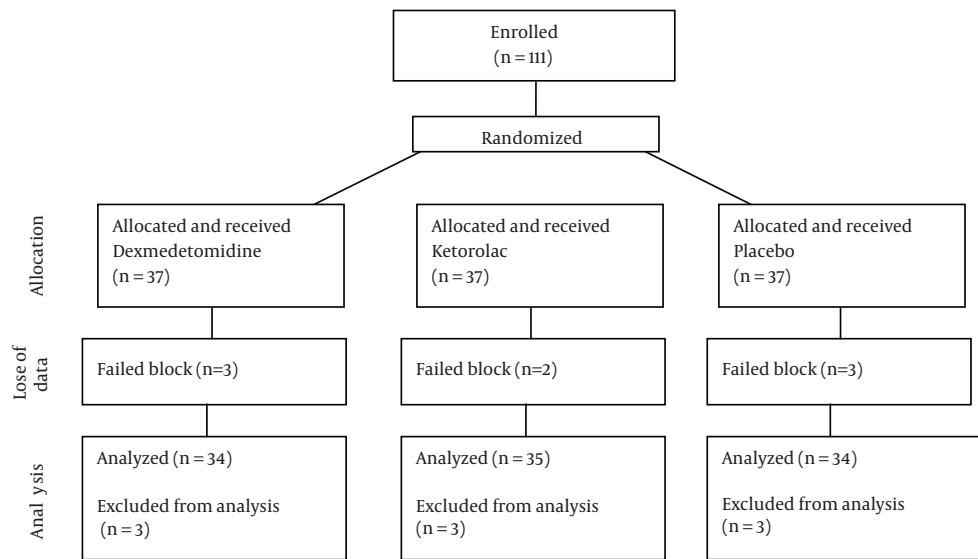 Enrolled
(n = 111)
Randomized
Allocation
Allocated and received
Dexmedetomidine
(n = 37)
Allocated and received
Ketorolac
(n = 37)
Allocated and received
Placebo
(n = 37)
Lose of
data
Failed block (n=3)
Failed block (n=2)
Failed block (n=3)
Anal ysis
Analyzed (n = 34)
Excluded from analysis
(n = 3)
Analyzed (n = 35)
Excluded from analysis
(n = 3)
Analyzed (n = 34)
Excluded from analysis
(n = 3)